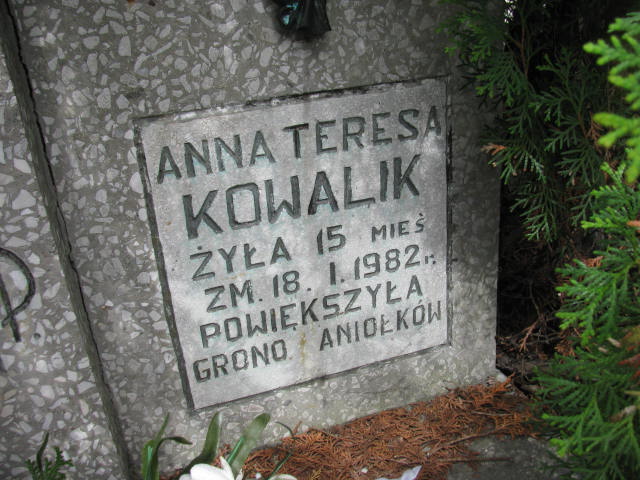 ANNA TERESA
KOWALIK
ŻYŁA 15 MIEŚ
ZM. 18. I. 1982 r.
POWIĘKSZYŁA
GRONO ANIOŁKÓW